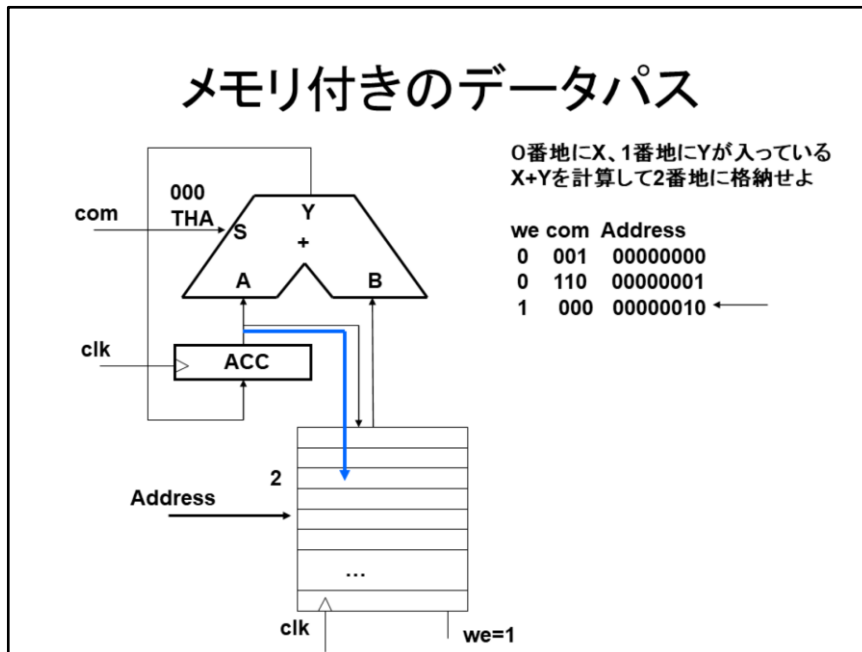 メモリ付きのデータパス
0番地にX、1番地にYが入っている
X+Yを計算して2番地に格納せよ
we com Address
0 001 00000000
0 110 00000001
1 000 00000010
000
com THA
Y
S
+
A B
clk
ACC
2
Address
...
clk
we=1